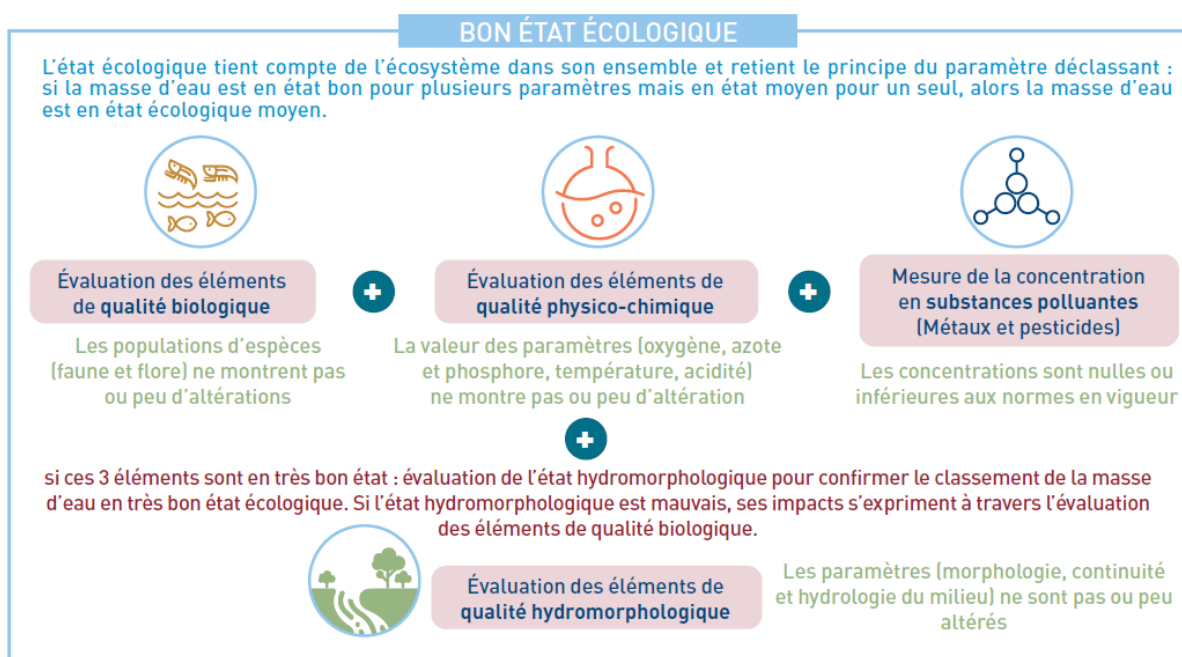 BON ÉTAT ÉCOLOGIQUE
L’état écologique tient compte de l’écosystème dans son ensemble et retient le principe du paramètre déclassant :
si la masse d’eau est en état bon pour plusieurs paramètres mais en état moyen pour un seul, alors la masse d’eau
est en état écologique moyen.
Évaluation des éléments
de qualité biologique
Les populations d’espèces
(faune et flore) ne montrent pas
ou peu d’altérations
+
Évaluation des éléments de
qualité physico-chimique
La valeur des paramètres (oxygène, azote
et phosphore, température, acidité)
ne montre pas ou peu d’altération
+
Mesure de la concentration
en substances polluantes
(Métaux et pesticides)
Les concentrations sont nulles ou
inférieures aux normes en vigueur
+
si ces 3 éléments sont en très bon état : évaluation de l’état hydromorphologique pour confirmer le classement de la masse
d’eau en très bon état écologique. Si l’état hydromorphologique est mauvais, ses impacts s’expriment à travers l’évaluation
des éléments de qualité biologique.
Évaluation des éléments de
qualité hydromorphologique
Les paramètres (morphologie, continuité
et hydrologie du milieu) ne sont pas ou peu
altérés